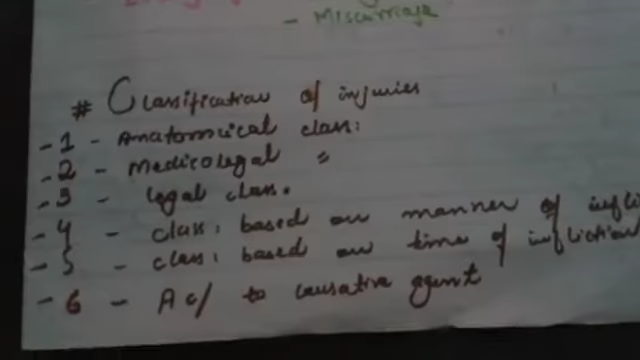 - Miscarriage
# Classification of injuries
- 1 - Anatomical class:
- 2 - Medicolegal "
- 3 - legal class.
- 4 - class: based on manner of infli
- 5 - class: based on time of infliction
- 6 - Ac/ to causative agent